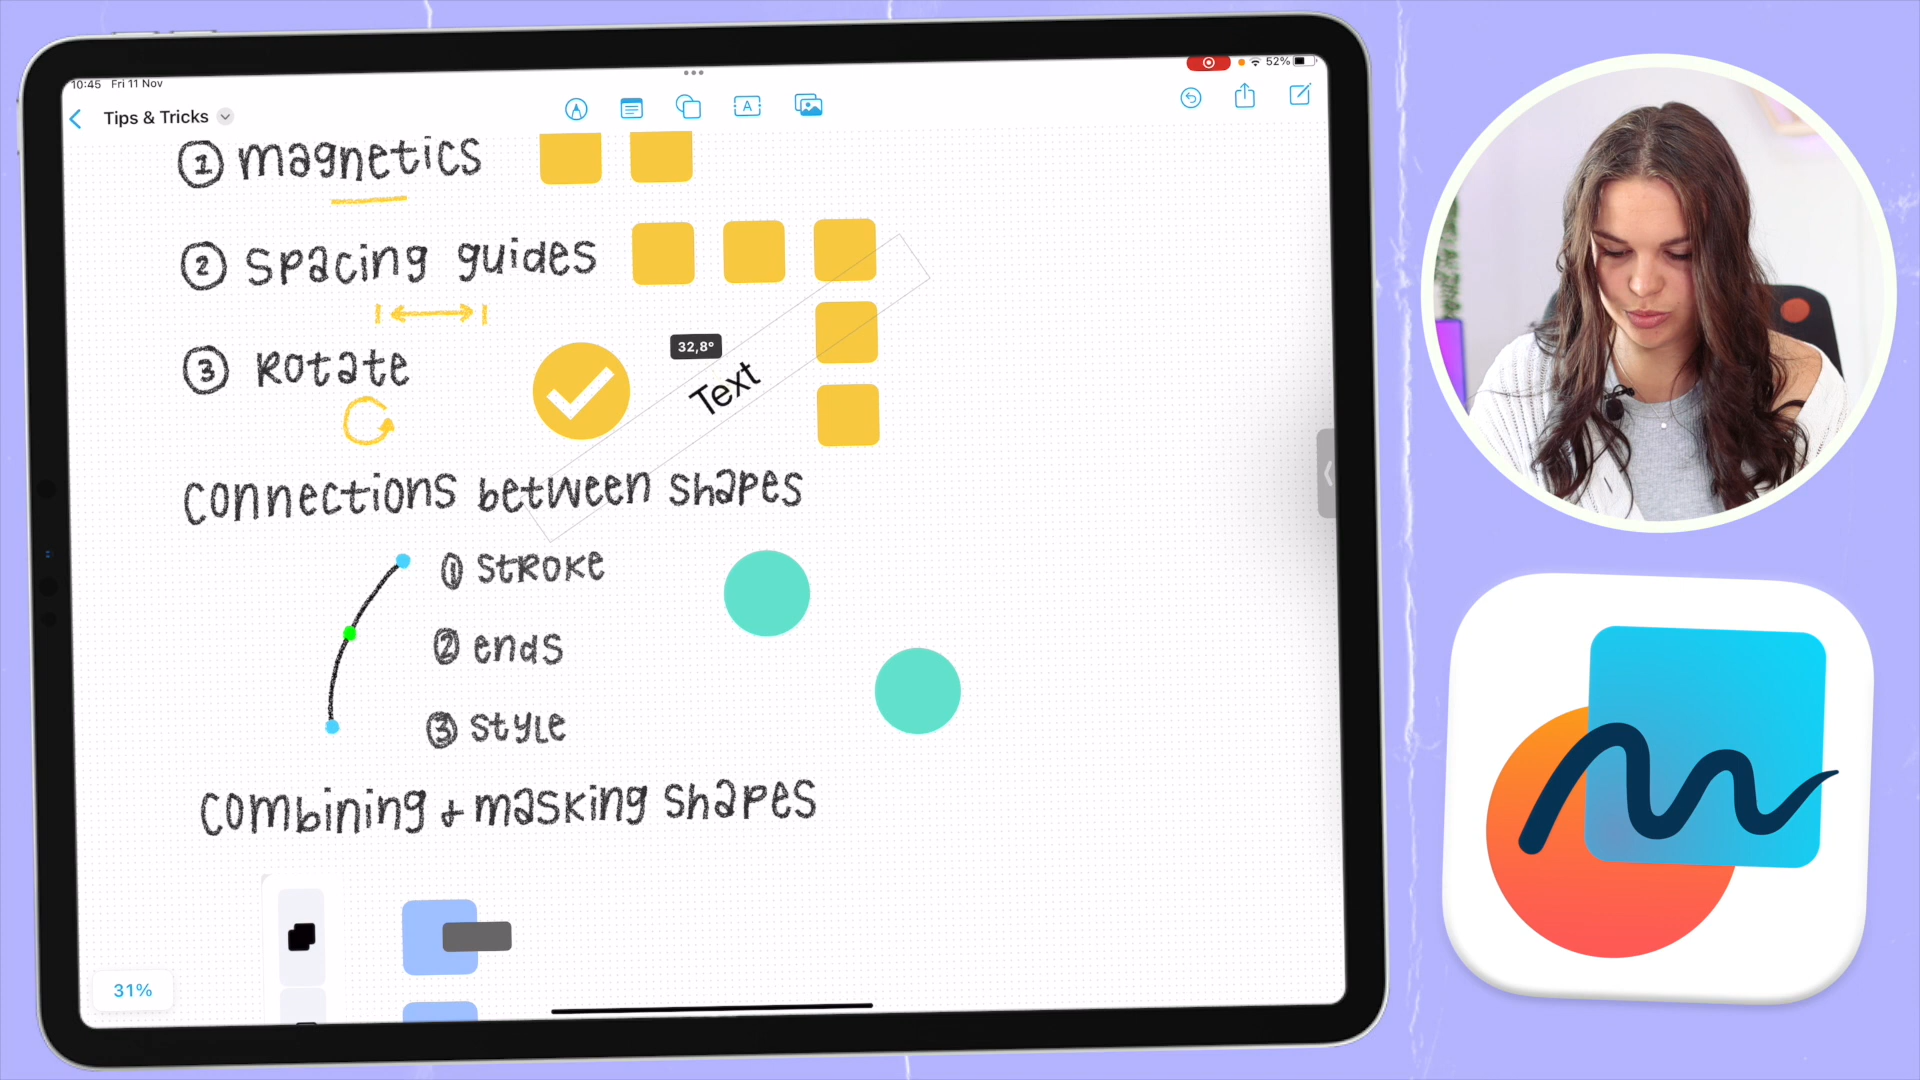 10:45 Fri 11 Nov
52%
Tips & Tricks
A
A
1 magnetics
2 Spacing guides
3 Rotate
32,8°
Text
Connections between shapes
1 Stroke
2 ends
3 Style
Combining + masking shapes
31%